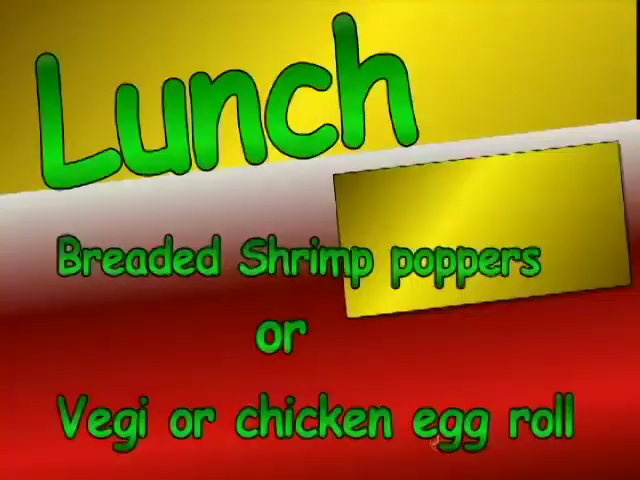 Lunch
Breaded Shrimp poppers
or
Vegi or chicken egg roll